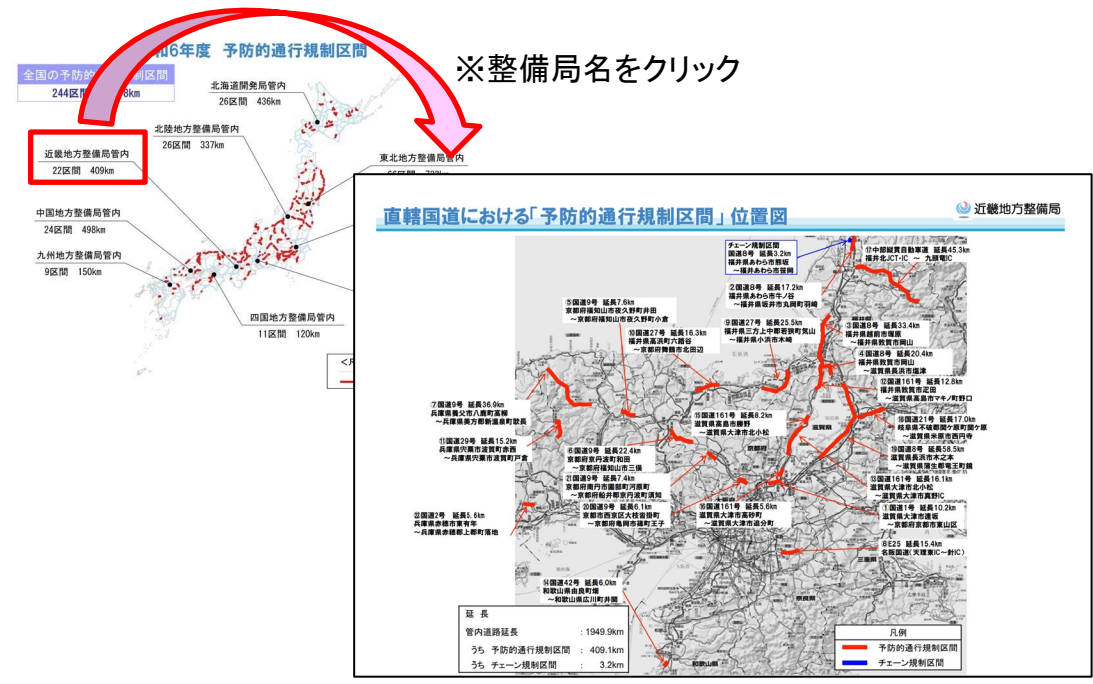 ※整備局名をクリック
6年度 予防的通行規制区間
全国の予防的 制区間
244区間 8km
北海道開発局管内
26区間 436km
北陸地方整備局管内
26区間 337km
近畿地方整備局管内
22区間 409km
東北地方整備局管内
中国地方整備局管内
24区間 498km
九州地方整備局管内
9区間 150km
四国地方整備局管内
11区間 120km
直轄国道における「予防的通行規制区間」位置図
近畿地方整備局
チェーン規制区間
国道8号 延長3.2km
福井県あわら市熊坂
～福井あわら市笹岡
⑰中部縦貫自動車道 延長45.3km
福井北JCT・IC ～ 九頭竜IC
②国道8号 延長17.2km
福井県あわら市牛ノ谷
～福井県坂井市丸岡町羽崎
⑤国道9号 延長7.6km
京都府福知山市夜久野町井田
～京都府福知山市夜久野町小倉
⑨国道27号 延長25.5km
福井県三方上中郡若狭町気山
～福井県小浜市木崎
③国道8号 延長33.4km
福井県越前市塚原
～福井県敦賀市岡山
⑩国道27号 延長16.3km
福井県高浜町六路谷
～京都府舞鶴市北田辺
④国道8号 延長20.4km
福井県敦賀市岡山
～滋賀県長浜市塩津
⑫国道161号 延長12.8km
福井県敦賀市疋田
～滋賀県高島市マキノ町野口
⑦国道9号 延長36.9km
兵庫県養父市八鹿町高柳
～兵庫県美方郡新温泉町歌長
⑮国道161号 延長8.2km
滋賀県高島市勝野
～滋賀県大津市北小松
滋賀県
⑱国道21号 延長17.0km
岐阜県不破郡関ケ原町関ケ原
～滋賀県米原市西円寺
⑪国道29号 延長15.2km
兵庫県宍粟市波賀町赤西
～兵庫県宍粟市波賀町戸倉
⑥国道9号 延長22.4km
京都府京丹波町和田
～京都府福知山市三俣
京都府
⑲国道8号 延長58.5km
滋賀県長浜市木之本
～滋賀県蒲生郡竜王町鏡
㉑国道9号 延長7.4km
京都府南丹市園部町河原町
～京都府船井郡京丹波町須知
⑬国道161号 延長16.1km
滋賀県大津市北小松
～滋賀県大津市真野IC
㉒国道2号 延長5.6km
兵庫県赤穂市東有年
～兵庫県赤穂郡上郡町落地
⑳国道9号 延長6.1km
京都市西京区大枝沓掛町
～京都府亀岡市篠町王子
⑯国道161号 延長5.6km
滋賀県大津市高砂町
～滋賀県大津市追分町
①国道1号 延長10.2km
滋賀県大津市逢坂
～京都府京都市東山区
⑧E25 延長15.4km
名阪国道(天理東IC～針IC)
三重県
奈良県
⑭国道42号 延長6.0km
和歌山県由良町畑
～和歌山県広川町井関
和歌山県
延 長
管内道路延長 : 1949.9km
うち 予防的通行規制区間 : 409.1km
うち チェーン規制区間 : 3.2km
凡例
予防的通行規制区間
チェーン規制区間